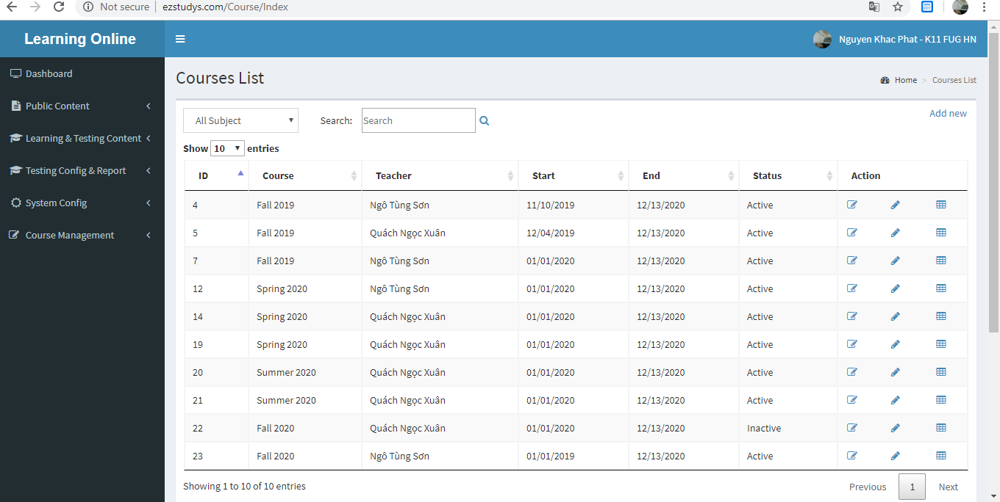 Not secure | ezstudys.com/Course/Index
Learning Online
Nguyen Khac Phat - K11 FUG HN
Dashboard
Public Content
Learning & Testing Content
Testing Config & Report
System Config
Course Management
Courses List
Home > Courses List
All Subject Search: Search
Add new
Show 10 entries
ID Course Teacher Start End Status Action
4 Fall 2019 Ngô Tùng Sơn 11/10/2019 12/13/2020 Active
5 Fall 2019 Quách Ngọc Xuân 12/04/2019 12/13/2020 Active
7 Fall 2019 Ngô Tùng Sơn 01/01/2020 12/13/2020 Active
12 Spring 2020 Ngô Tùng Sơn 01/01/2020 12/13/2020 Active
14 Spring 2020 Quách Ngọc Xuân 01/01/2020 12/13/2020 Active
19 Spring 2020 Quách Ngọc Xuân 01/01/2020 12/13/2020 Active
20 Summer 2020 Quách Ngọc Xuân 01/01/2020 12/13/2020 Active
21 Summer 2020 Quách Ngọc Xuân 01/01/2020 12/13/2020 Active
22 Fall 2020 Quách Ngọc Xuân 01/01/2020 12/13/2020 Inactive
23 Fall 2020 Ngô Tùng Sơn 01/01/2019 12/13/2020 Active
Showing 1 to 10 of 10 entries
Previous 1 Next